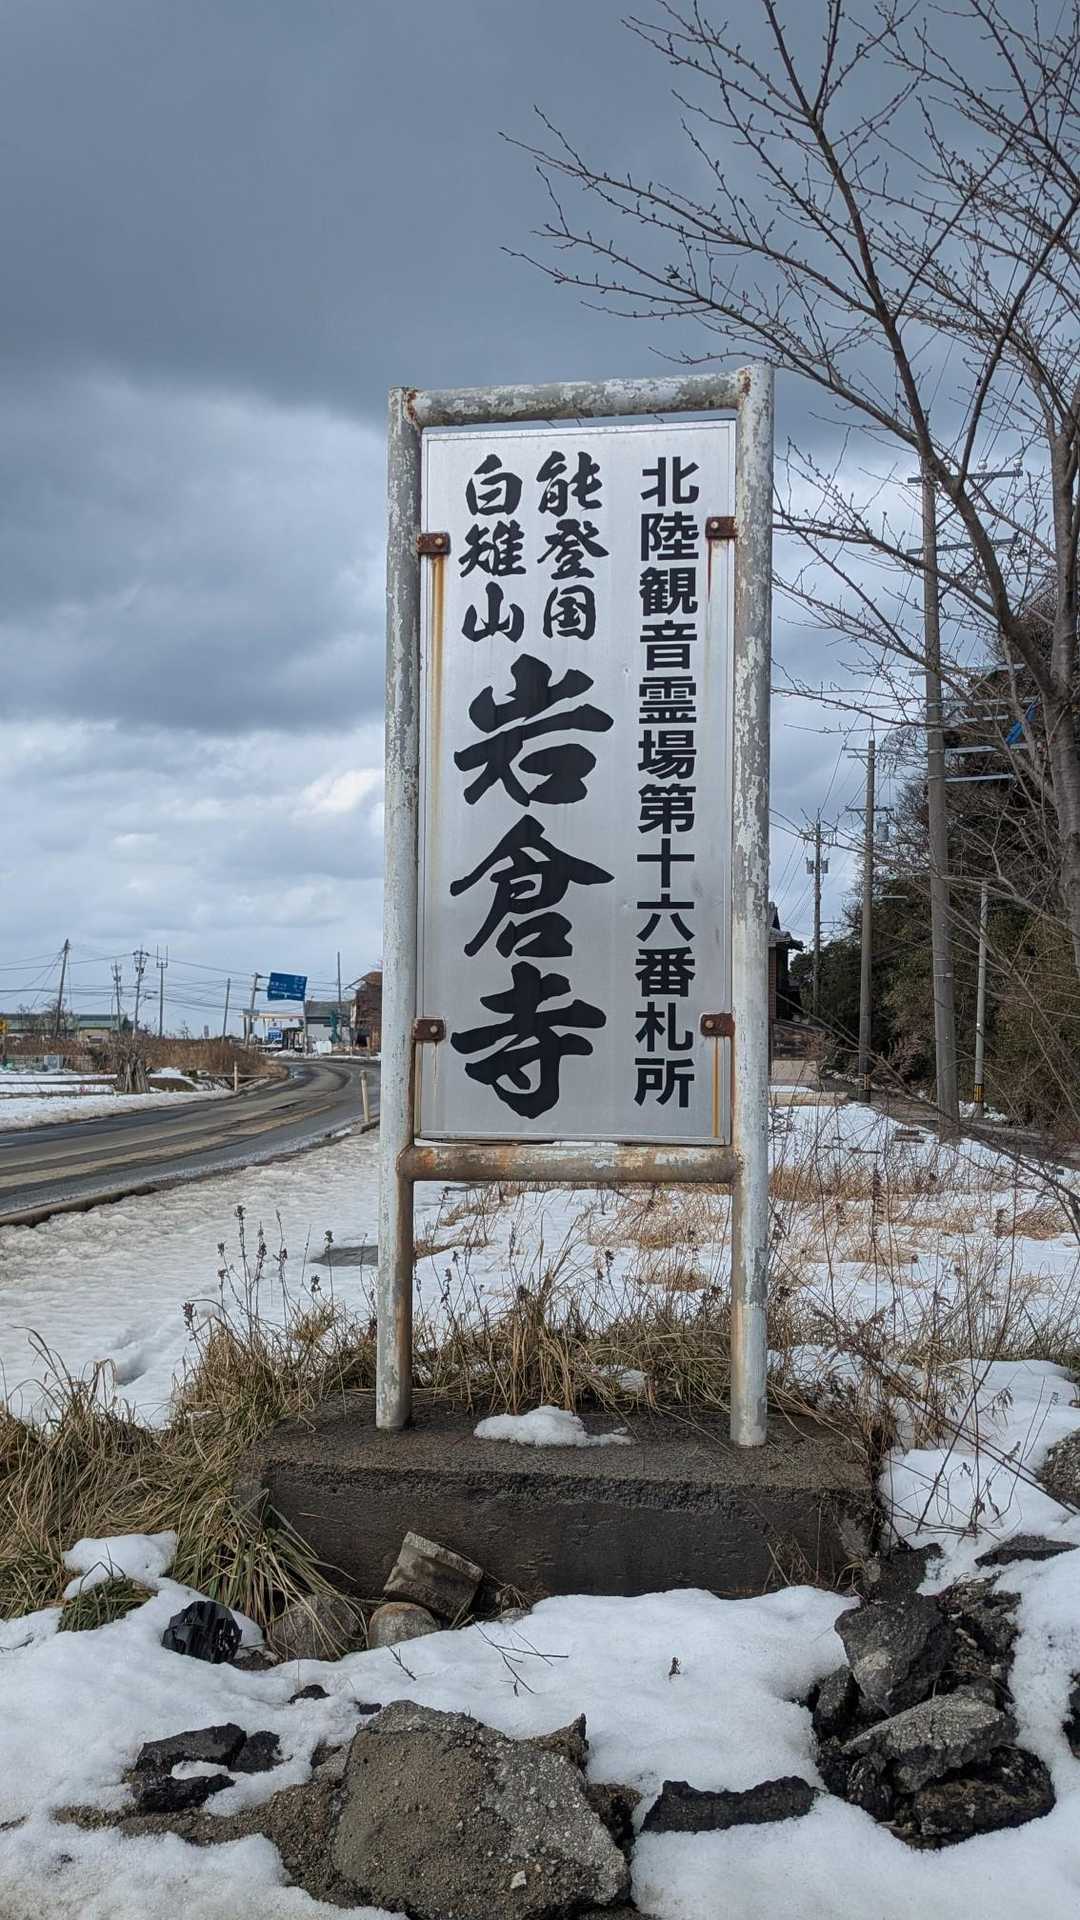 北陸観音霊場第十六番札所
能登国
白雉山
岩倉寺